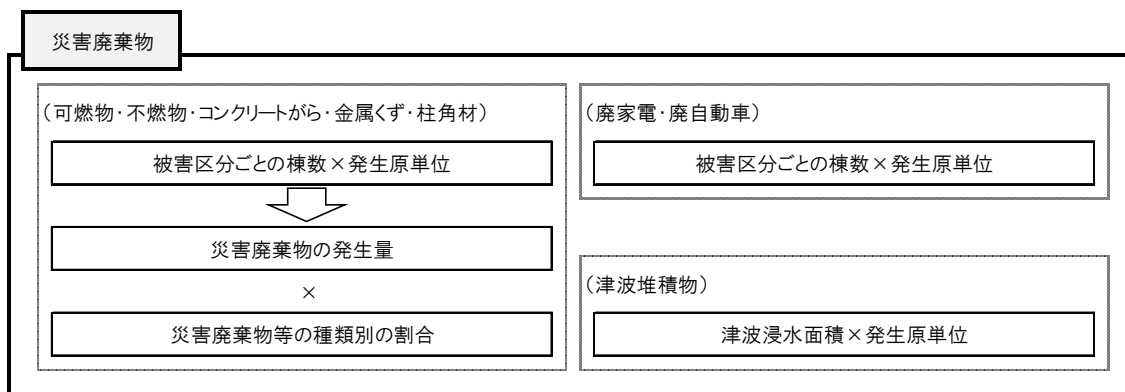 災害廃棄物
（可燃物・不燃物・コンクリートがら・金属くず・柱角材）
被害区分ごとの棟数×発生原単位
災害廃棄物の発生量
×
災害廃棄物等の種類別の割合
（廃家電・廃自動車）
被害区分ごとの棟数×発生原単位
（津波堆積物）
津波浸水面積×発生原単位